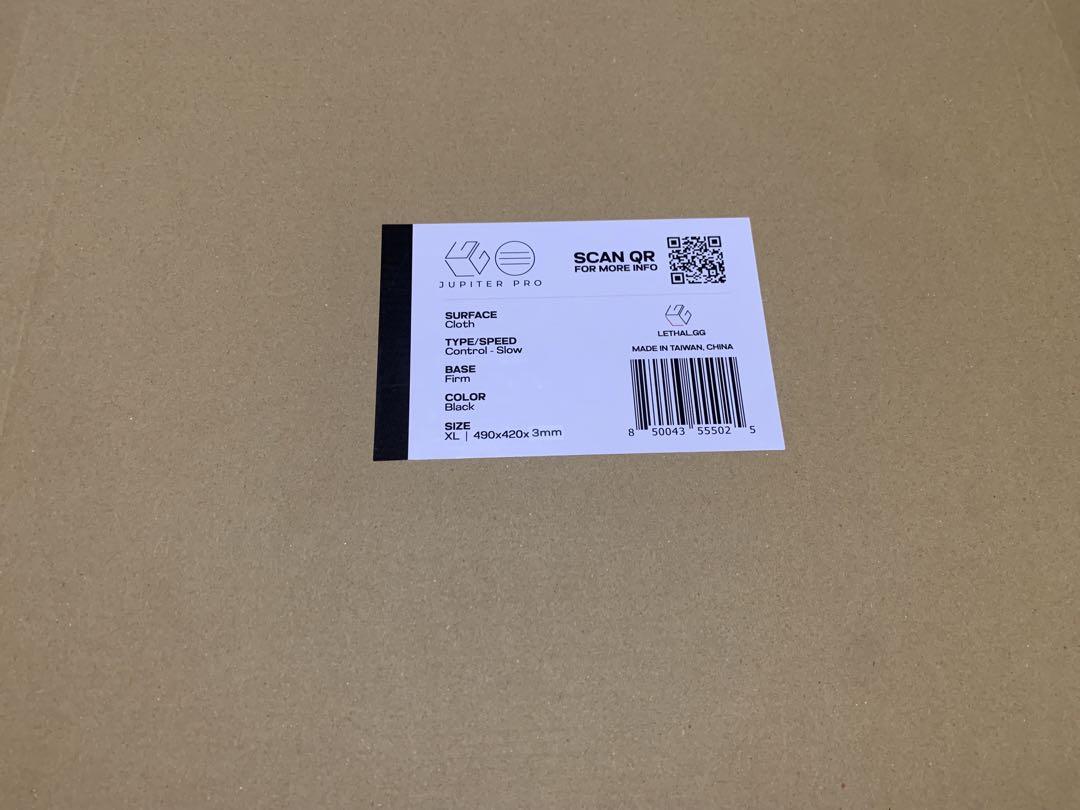 JUPITER PRO
SCAN QR
FOR MORE INFO
SURFACE
Cloth
TYPE/SPEED
Control - Slow
BASE
Firm
COLOR
Black
SIZE
XL | 490x420x 3mm
LETHAL.GG
MADE IN TAIWAN, CHINA
8 50043 55502 5